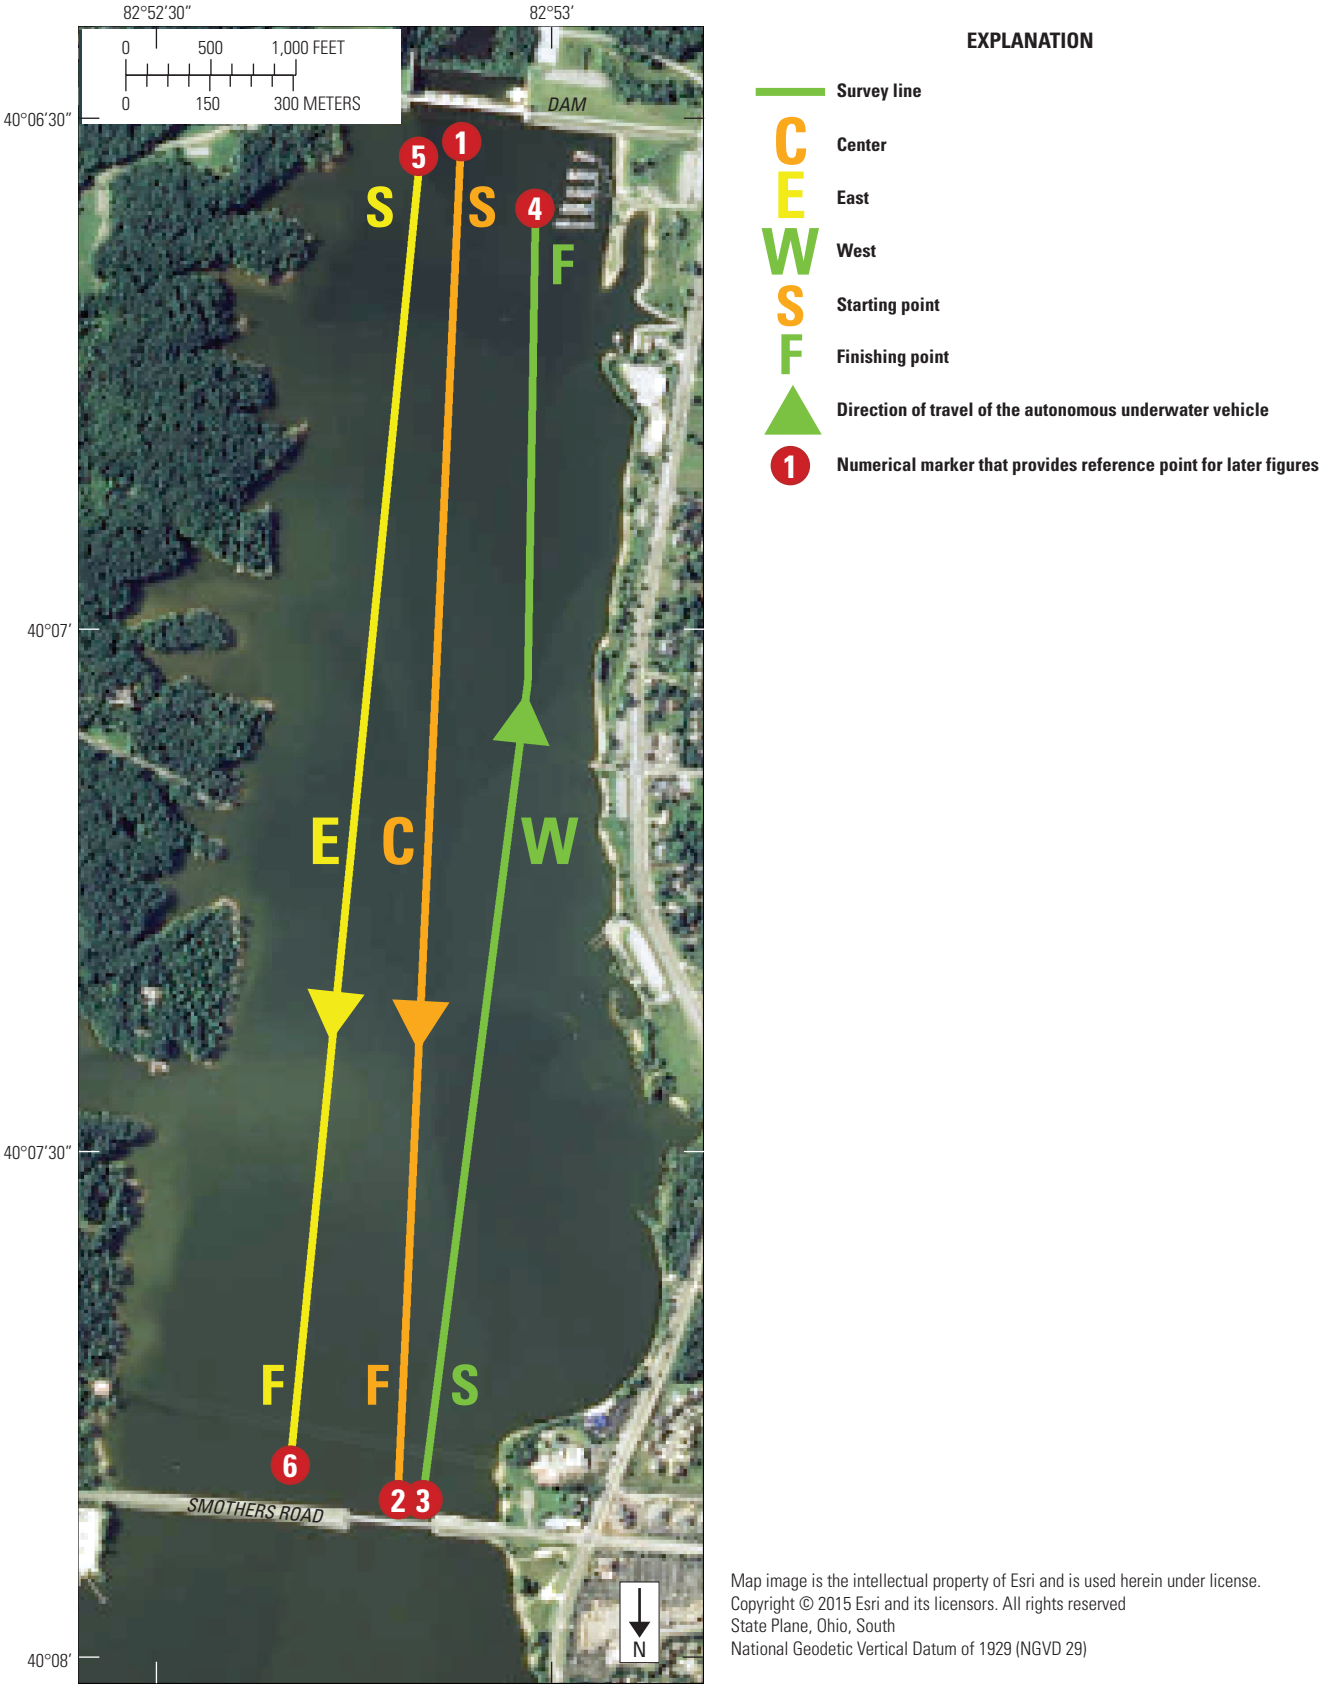 82°52'30"
82°53'
0 500 1,000 FEET
0 150 300 METERS
40°06'30"
DAM
5
1
S
S
4
F
40°07'
E
C
W
40°07'30"
F
F
S
6
2
3
SMOTHERS ROAD
N
40°08'
EXPLANATION
Survey line
C Center
E East
W West
S Starting point
F Finishing point
Direction of travel of the autonomous underwater vehicle
1 Numerical marker that provides reference point for later figures
Map image is the intellectual property of Esri and is used herein under license.
Copyright © 2015 Esri and its licensors. All rights reserved
State Plane, Ohio, South
National Geodetic Vertical Datum of 1929 (NGVD 29)